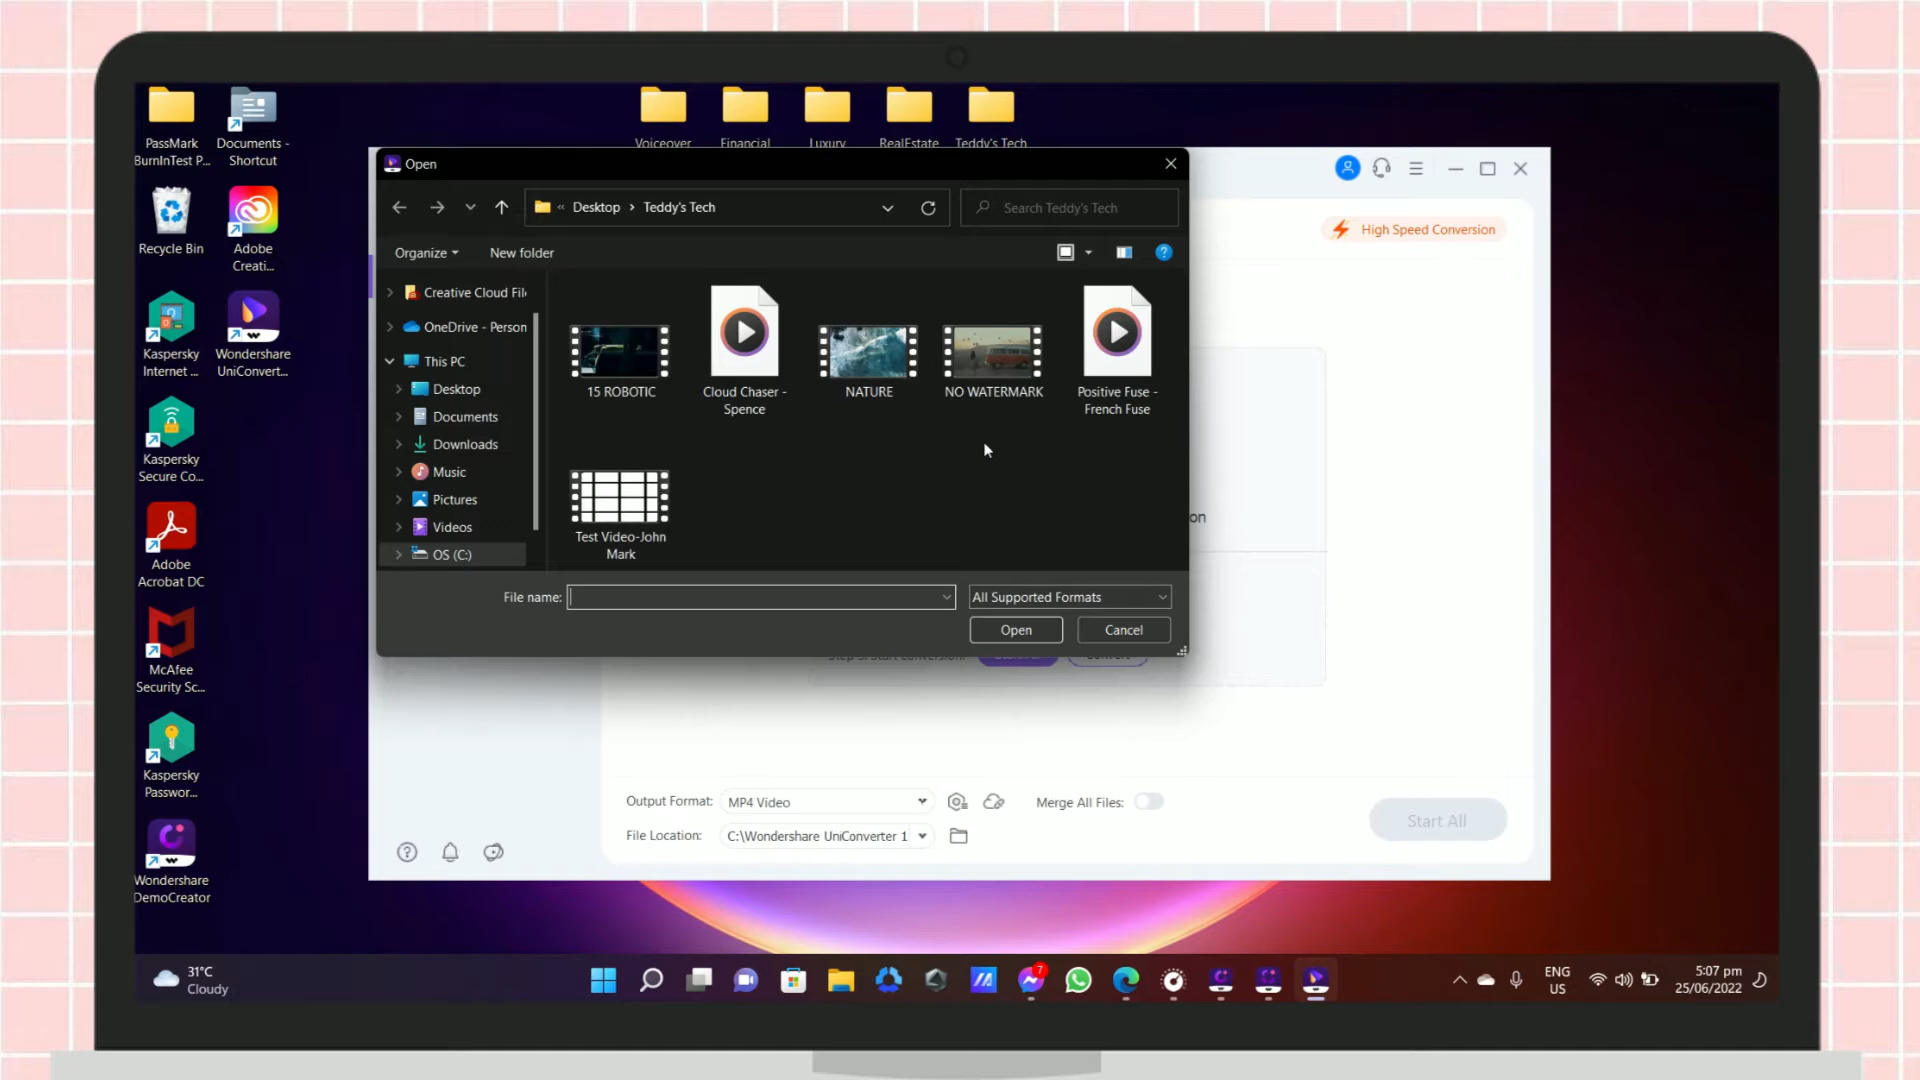 PassMark
BurnInTest P...
Documents -
Shortcut
Voiceover
Financial
Luxury
RealEstate
Teddy's Tech
Recycle Bin
Adobe
Creati...
Kaspersky
Internet ...
Wondershare
UniConvert...
Kaspersky
Secure Co...
Adobe
Acrobat DC
McAfee
Security Sc...
Kaspersky
Passwor...
Wondershare
DemoCreator
Open
« Desktop › Teddy's Tech
Search Teddy's Tech
Organize
New folder
Creative Cloud Fil
OneDrive - Person
This PC
Desktop
Documents
Downloads
Music
Pictures
Videos
OS (C:)
15 ROBOTIC
Cloud Chaser -
Spence
NATURE
NO WATERMARK
Positive Fuse -
French Fuse
Test Video-John
Mark
File name:
All Supported Formats
Open
Cancel
High Speed Conversion
on
Output Format:
MP4 Video
Merge All Files:
File Location:
C:\Wondershare UniConverter 1
Start All
31°C
Cloudy
7
ENG
US
5:07 pm
25/06/2022